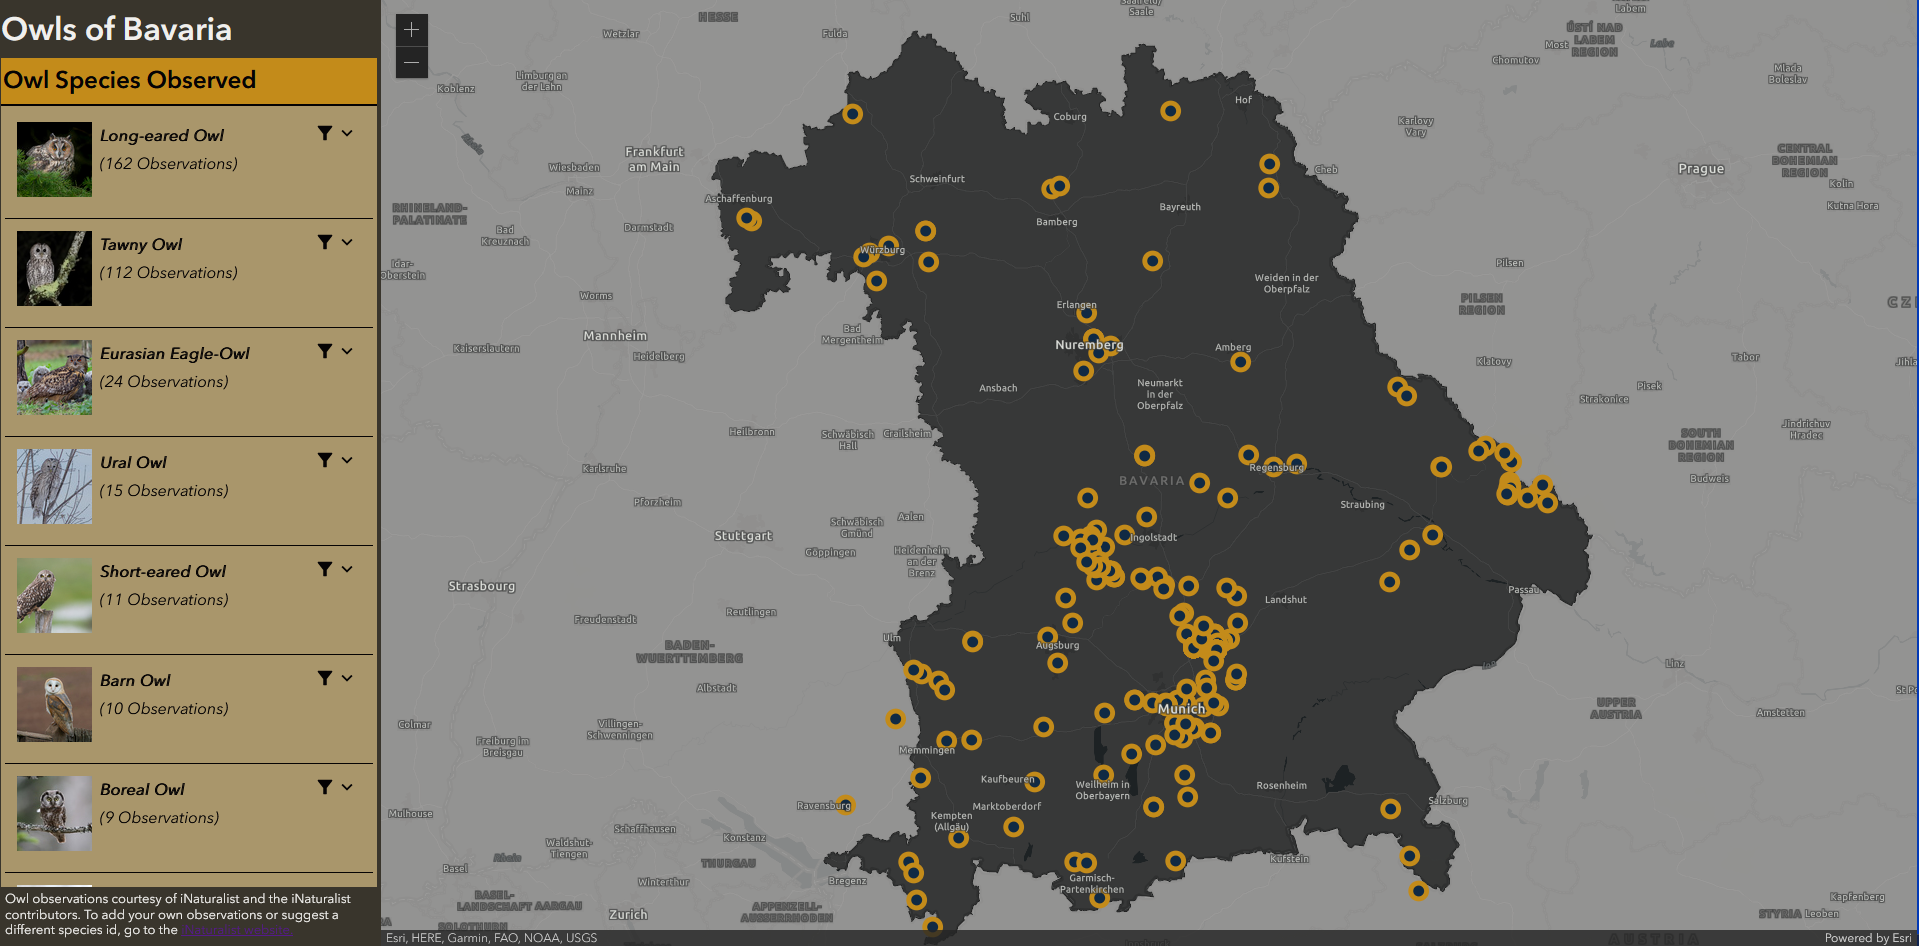 Owls of Bavaria
Owl Species Observed
Long-eared Owl
(162 Observations)
Tawny Owl
(112 Observations)
Eurasian Eagle-Owl
(24 Observations)
Ural Owl
(15 Observations)
Short-eared Owl
(11 Observations)
Barn Owl
(10 Observations)
Boreal Owl
(9 Observations)
Owl observations courtesy of iNaturalist and the iNaturalist
contributors. To add your own observations or suggest a
different species id, go to the
+
−
HESSE
Suhl
Saale
Labem
Wetzlar
Fulda
ÚSTÍ NAD
LABEM
REGION
Most
Labe
Chomutov
Mlada
Boleslav
Koblenz
Limburg an
der Lahn
Hof
Coburg
Karlovy
Vary
Frankfurt
am Main
Wiesbaden
Mainz
Schweinfurt
Cheb
Prague
CENTRAL
BOHEMIAN
REGION
Kolin
Kutna Hora
RHINELAND-
PALATINATE
Aschaffenburg
Bad
Kreuznach
Darmstadt
Bamberg
Bayreuth
Würzburg
Idar-
Oberstein
Pilsen
Weiden in der
Oberpfalz
Worms
Erlangen
PILSEN
REGION
CZ
Mannheim
Bad
Mergentheim
Nuremberg
Amberg
Kaiserslautern
Heidelberg
Klatovy
Tabor
Jihla
Ansbach
Neumarkt
in der
Oberpfalz
Pisek
Strakonice
Heilbronn
Schwäbisch
Hall
Crailsheim
SOUTH
BOHEMIAN
REGION
Jindrichuv
Hradec
Karlsruhe
Regensburg
BAVARIA
Budweis
Pforzheim
Straubing
Aalen
Schwäbisch
Gmünd
Stuttgart
Göppingen
Ingolstadt
Heidenheim
an der
Brenz
Strasbourg
Passau
Landshut
Reutlingen
Freudenstadt
Ulm
Augsburg
BADEN-
WUERTTEMBERG
Linz
Albstadt
St Po
Munich
UPPER
AUSTRIA
Amstetten
Colmar
Villingen-
Schwenningen
Freiburg im
Breisgau
Memmingen
Kaufbeuren
Weilheim in
Oberbayern
Rosenheim
Salzburg
Mulhouse
Ravensburg
Marktoberdorf
Kempten
(Allgäu)
Schaffhausen
Konstanz
Waldshut-
Tiengen
Basel
Rhein
THURGAU
Kufstein
Winterthur
Bregenz
Garmisch-
Partenkirchen
BASEL-
LANDSCHAFT
AARGAU
APPENZELL-
AUSSERRHODEN
Zurich
SOLOTHURN
Kapfenberg
STYRIA
Leoben
AUSTRIA
Esri, HERE, Garmin, FAO, NOAA, USGS
Powered by Esri